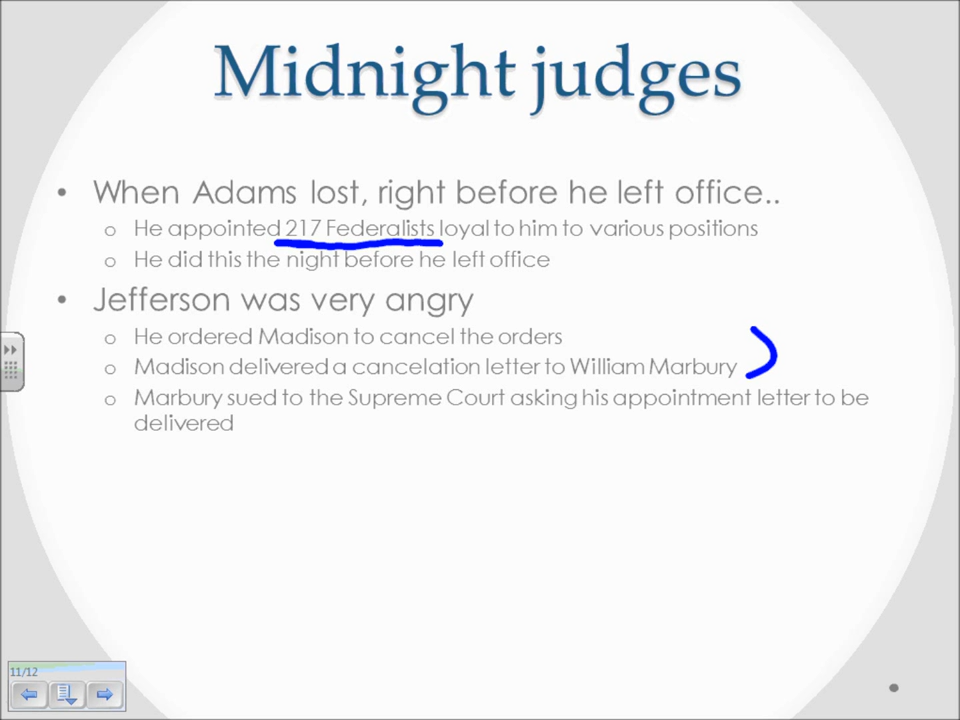 Midnight judges
• When Adams lost, right before he left office..
o He appointed 217 Federalists loyal to him to various positions
o He did this the night before he left office
• Jefferson was very angry
o He ordered Madison to cancel the orders
o Madison delivered a cancelation letter to William Marbury
o Marbury sued to the Supreme Court asking his appointment letter to be
delivered
11/12